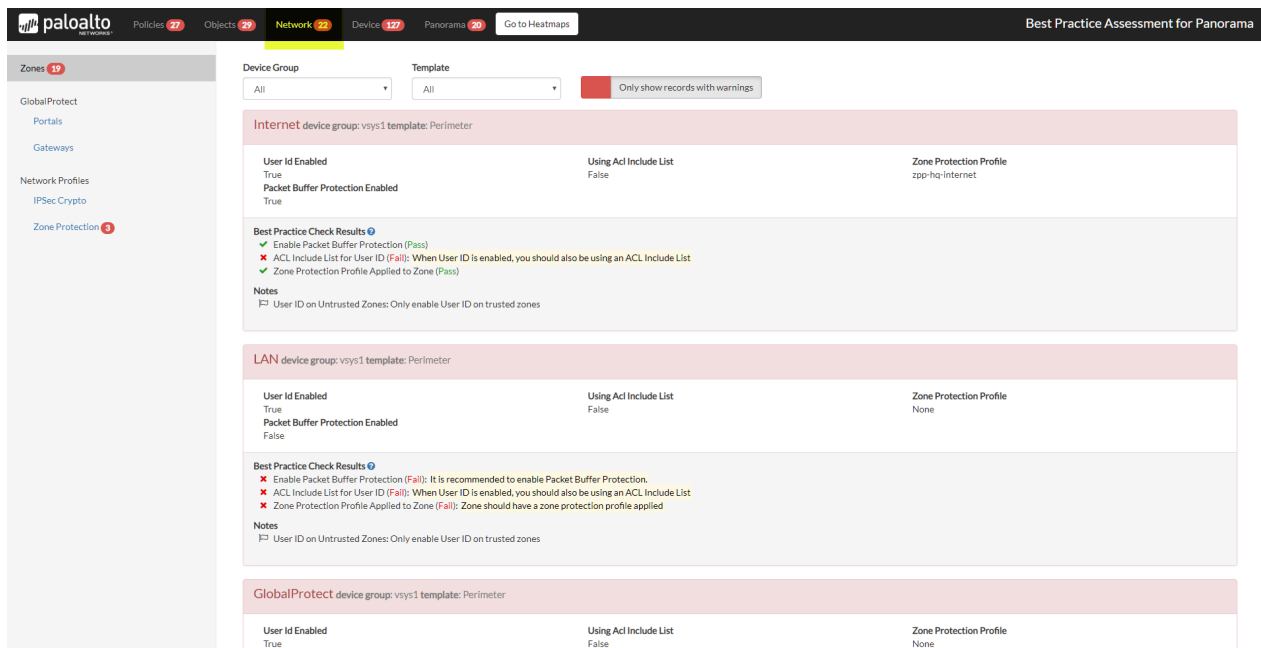 paloalto NETWORKS Policies 27 Objects 29 Network 22 Device 127 Panorama 20 Go to Heatmaps Best Practice Assessment for Panorama
Zones 19
GlobalProtect
Portals
Gateways
Network Profiles
IPSec Crypto
Zone Protection 3
Device Group Template
All All Only show records with warnings
Internet device group: vsys1 template: Perimeter
User Id Enabled Using Acl Include List Zone Protection Profile
True False zpp-hq-internet
Packet Buffer Protection Enabled
True
Best Practice Check Results ?
Enable Packet Buffer Protection (Pass)
ACL Include List for User ID (Fail): When User ID is enabled, you should also be using an ACL Include List
Zone Protection Profile Applied to Zone (Pass)
Notes
User ID on Untrusted Zones: Only enable User ID on trusted zones
LAN device group: vsys1 template: Perimeter
User Id Enabled Using Acl Include List Zone Protection Profile
True False None
Packet Buffer Protection Enabled
False
Best Practice Check Results ?
Enable Packet Buffer Protection (Fail): It is recommended to enable Packet Buffer Protection.
ACL Include List for User ID (Fail): When User ID is enabled, you should also be using an ACL Include List
Zone Protection Profile Applied to Zone (Fail): Zone should have a zone protection profile applied
Notes
User ID on Untrusted Zones: Only enable User ID on trusted zones
GlobalProtect device group: vsys1 template: Perimeter
User Id Enabled Using Acl Include List Zone Protection Profile
True False None